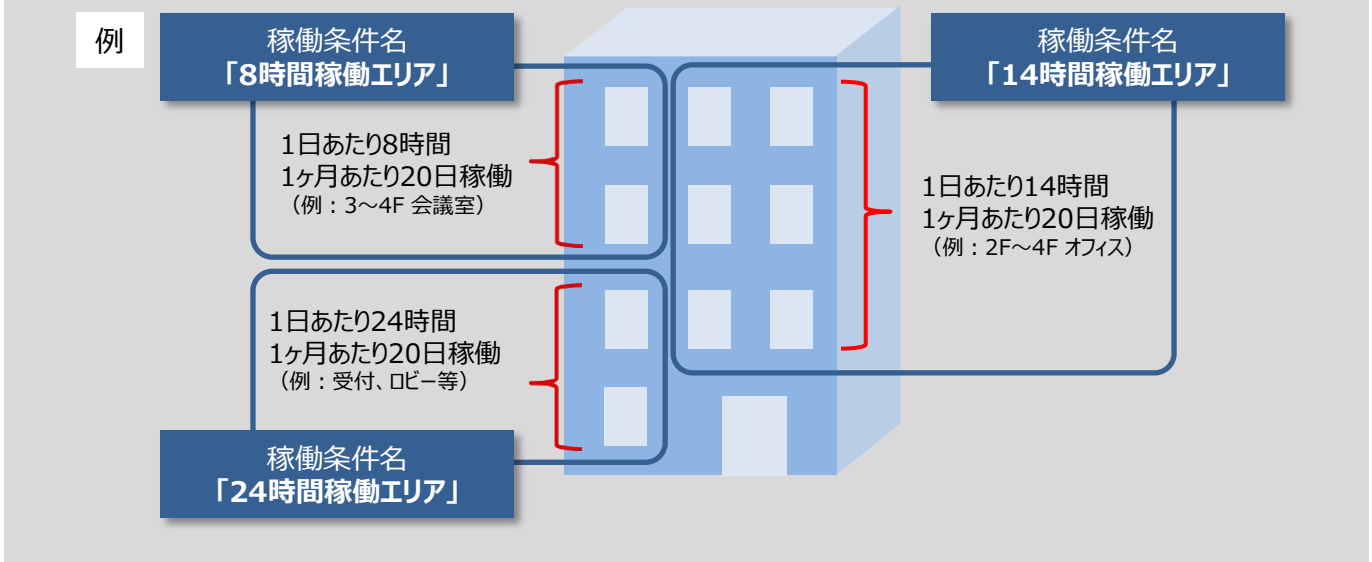 例
稼働条件名
「8時間稼働エリア」
1日あたり8時間
1ヶ月あたり20日稼働
（例：3～4F 会議室）
稼働条件名
「14時間稼働エリア」
1日あたり14時間
1ヶ月あたり20日稼働
（例：2F～4F オフィス）
1日あたり24時間
1ヶ月あたり20日稼働
（例：受付、ロビー等）
稼働条件名
「24時間稼働エリア」